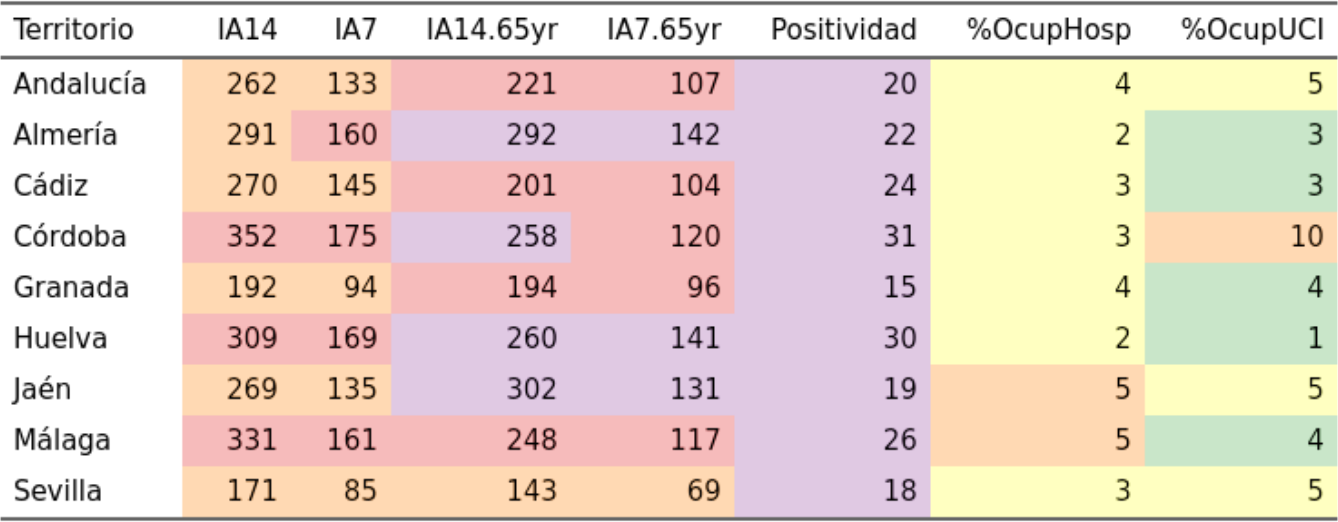 Territorio IA14 IA7 IA14.65yr IA7.65yr Positividad %OcupHosp %OcupUCI
Andalucía 262 133 221 107 20 4 5
Almería 291 160 292 142 22 2 3
Cádiz 270 145 201 104 24 3 3
Córdoba 352 175 258 120 31 3 10
Granada 192 94 194 96 15 4 4
Huelva 309 169 260 141 30 2 1
Jaén 269 135 302 131 19 5 5
Málaga 331 161 248 117 26 5 4
Sevilla 171 85 143 69 18 3 5